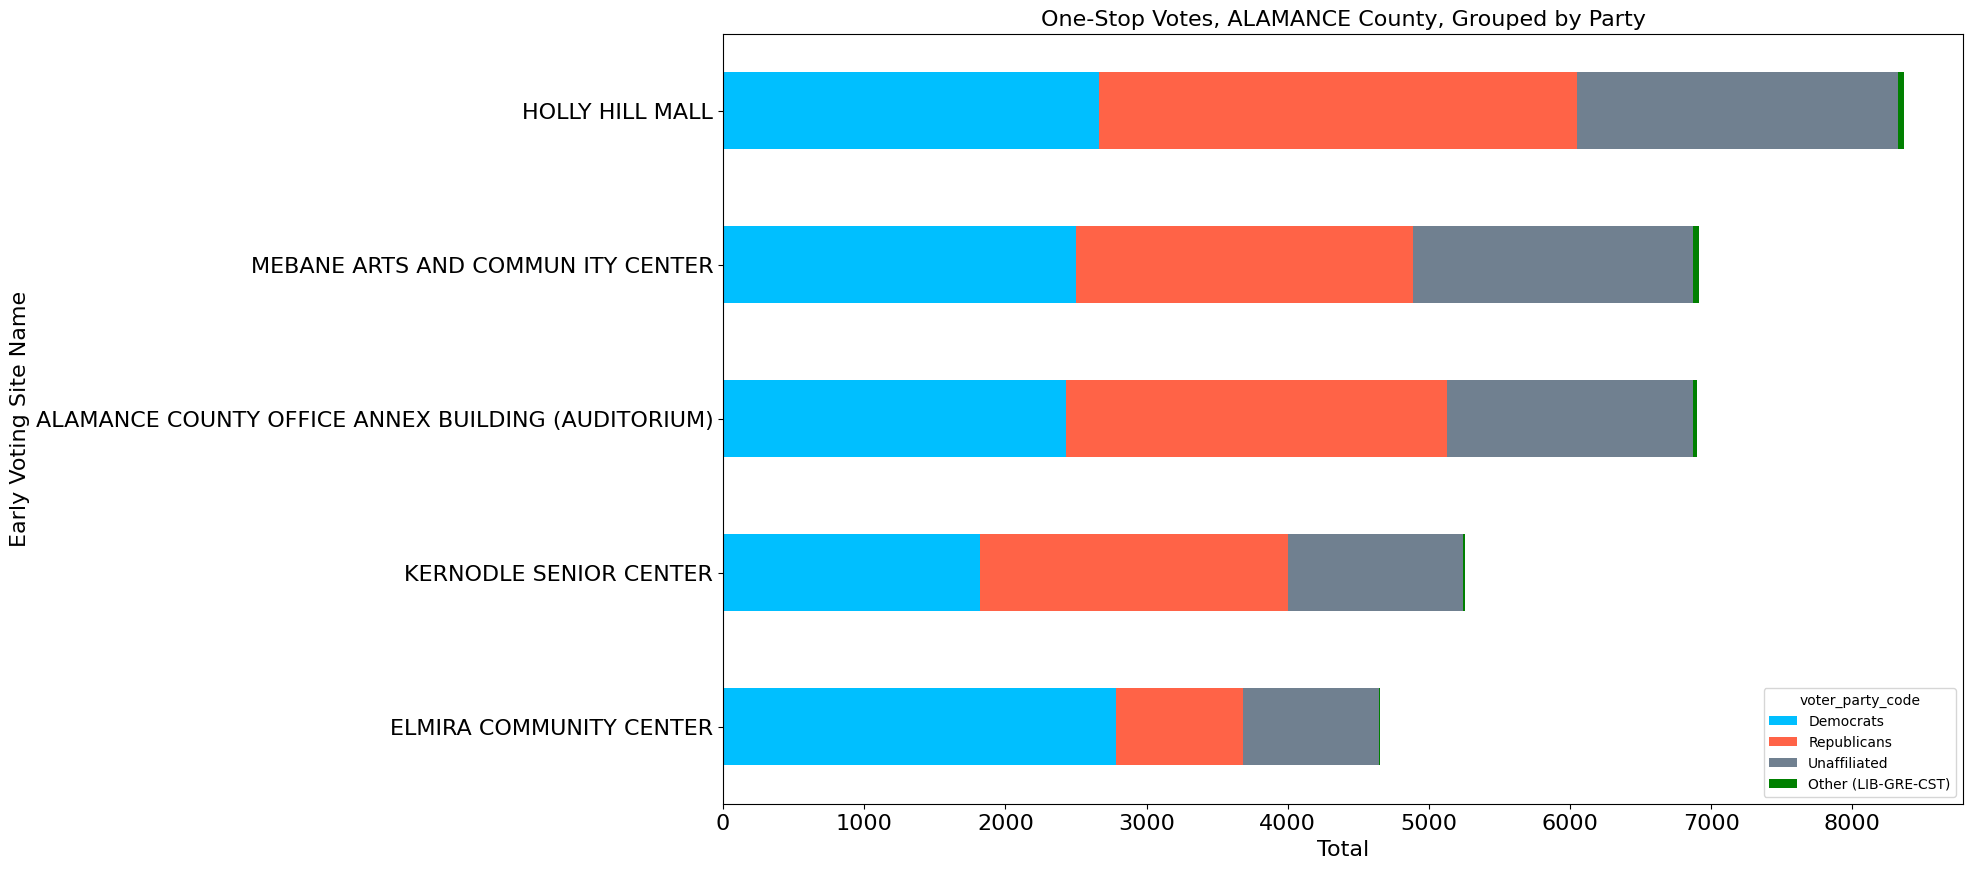 One-Stop Votes, ALAMANCE County, Grouped by Party
Early Voting Site Name
HOLLY HILL MALL
MEBANE ARTS AND COMMUN ITY CENTER
ALAMANCE COUNTY OFFICE ANNEX BUILDING (AUDITORIUM)
KERNODLE SENIOR CENTER
ELMIRA COMMUNITY CENTER
voter_party_code
Democrats
Republicans
Unaffiliated
Other (LIB-GRE-CST)
0 1000 2000 3000 4000 5000 6000 7000 8000
Total